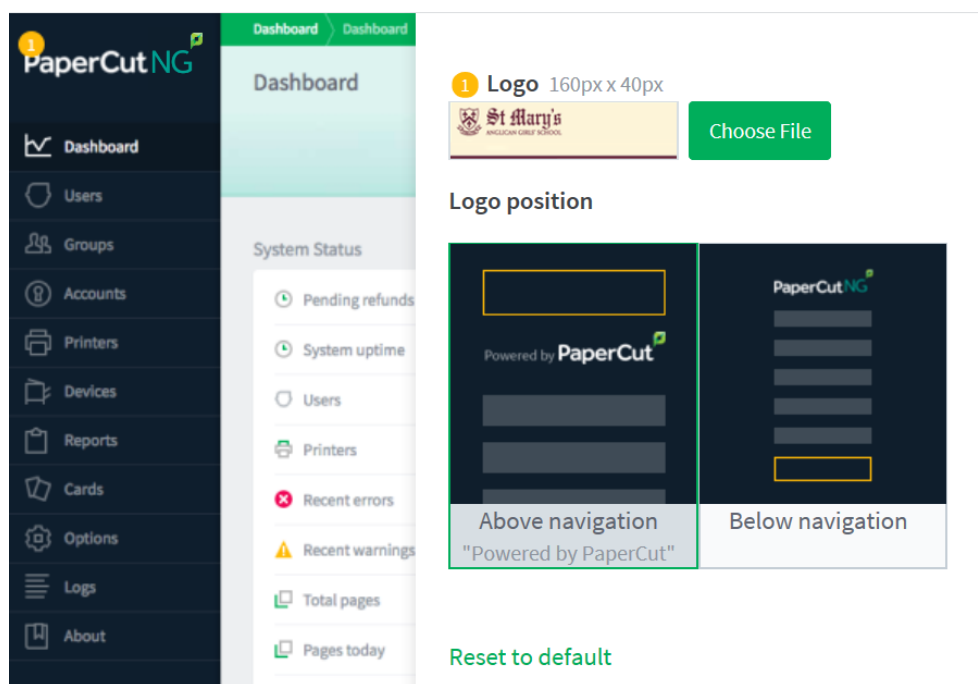 1
PaperCut NG
Dashboard
Users
Groups
Accounts
Printers
Devices
Reports
Cards
Options
Logs
About
Dashboard Dashboard
Dashboard
System Status
Pending refunds
System uptime
Users
Printers
Recent errors
Recent warnings
Total pages
Pages today
1 Logo 160px x 40px
St Mary's
ANGLICAN GIRLS' SCHOOL
Choose File
Logo position
Powered by PaperCut
Above navigation
"Powered by PaperCut"
PaperCut NG
Below navigation
Reset to default